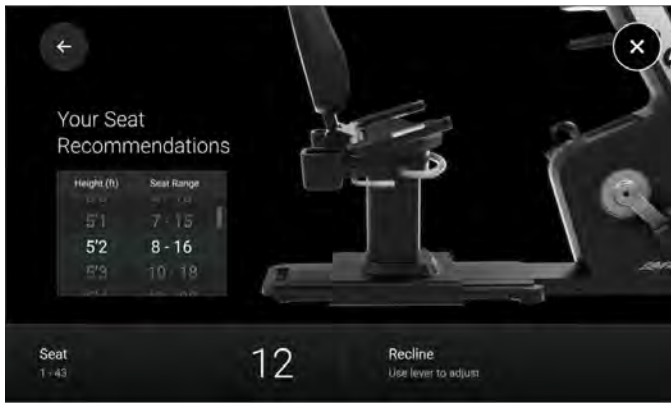 Your Seat
Recommendations
Height (ft) Seat Range
5'1 7 - 15
5'2 8 - 16
5'3 10 - 18
Seat
1 - 43
12
Recline
Use lever to adjust